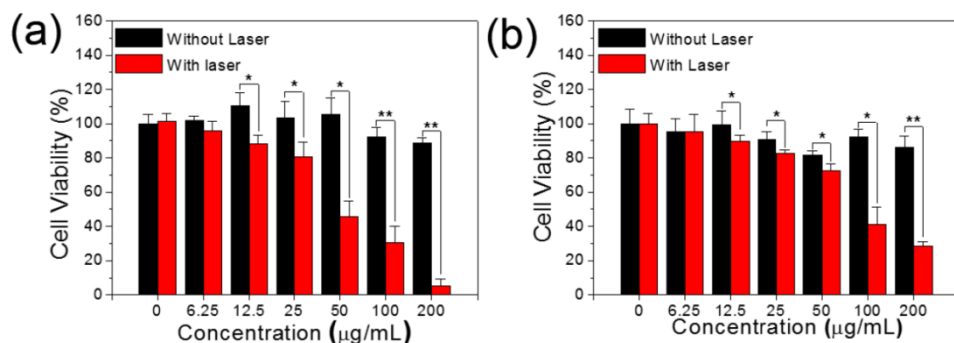 (a)
160
140
120
100
80
60
40
20
0
Cell Viability (%)
Without Laser
With laser
* * * ** **
0 6.25 12.5 25 50 100 200
Concentration (μg/mL)
(b)
160
140
120
100
80
60
40
20
0
Cell Viability (%)
Without Laser
With Laser
* * * * **
0 6.25 12.5 25 50 100 200
Concentration (μg/mL)